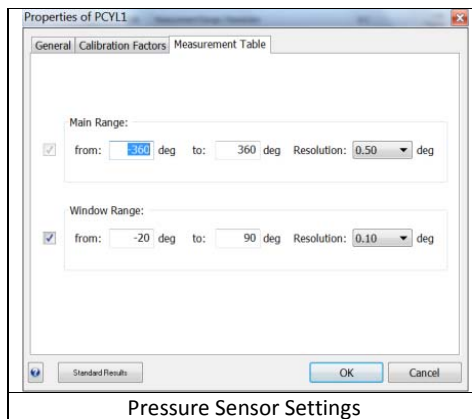 Properties of PCYL1
General Calibration Factors Measurement Table
Main Range:
from: -360 deg to: 360 deg Resolution: 0.50 deg
Window Range:
from: -20 deg to: 90 deg Resolution: 0.10 deg
Standard Results OK Cancel
Pressure Sensor Settings